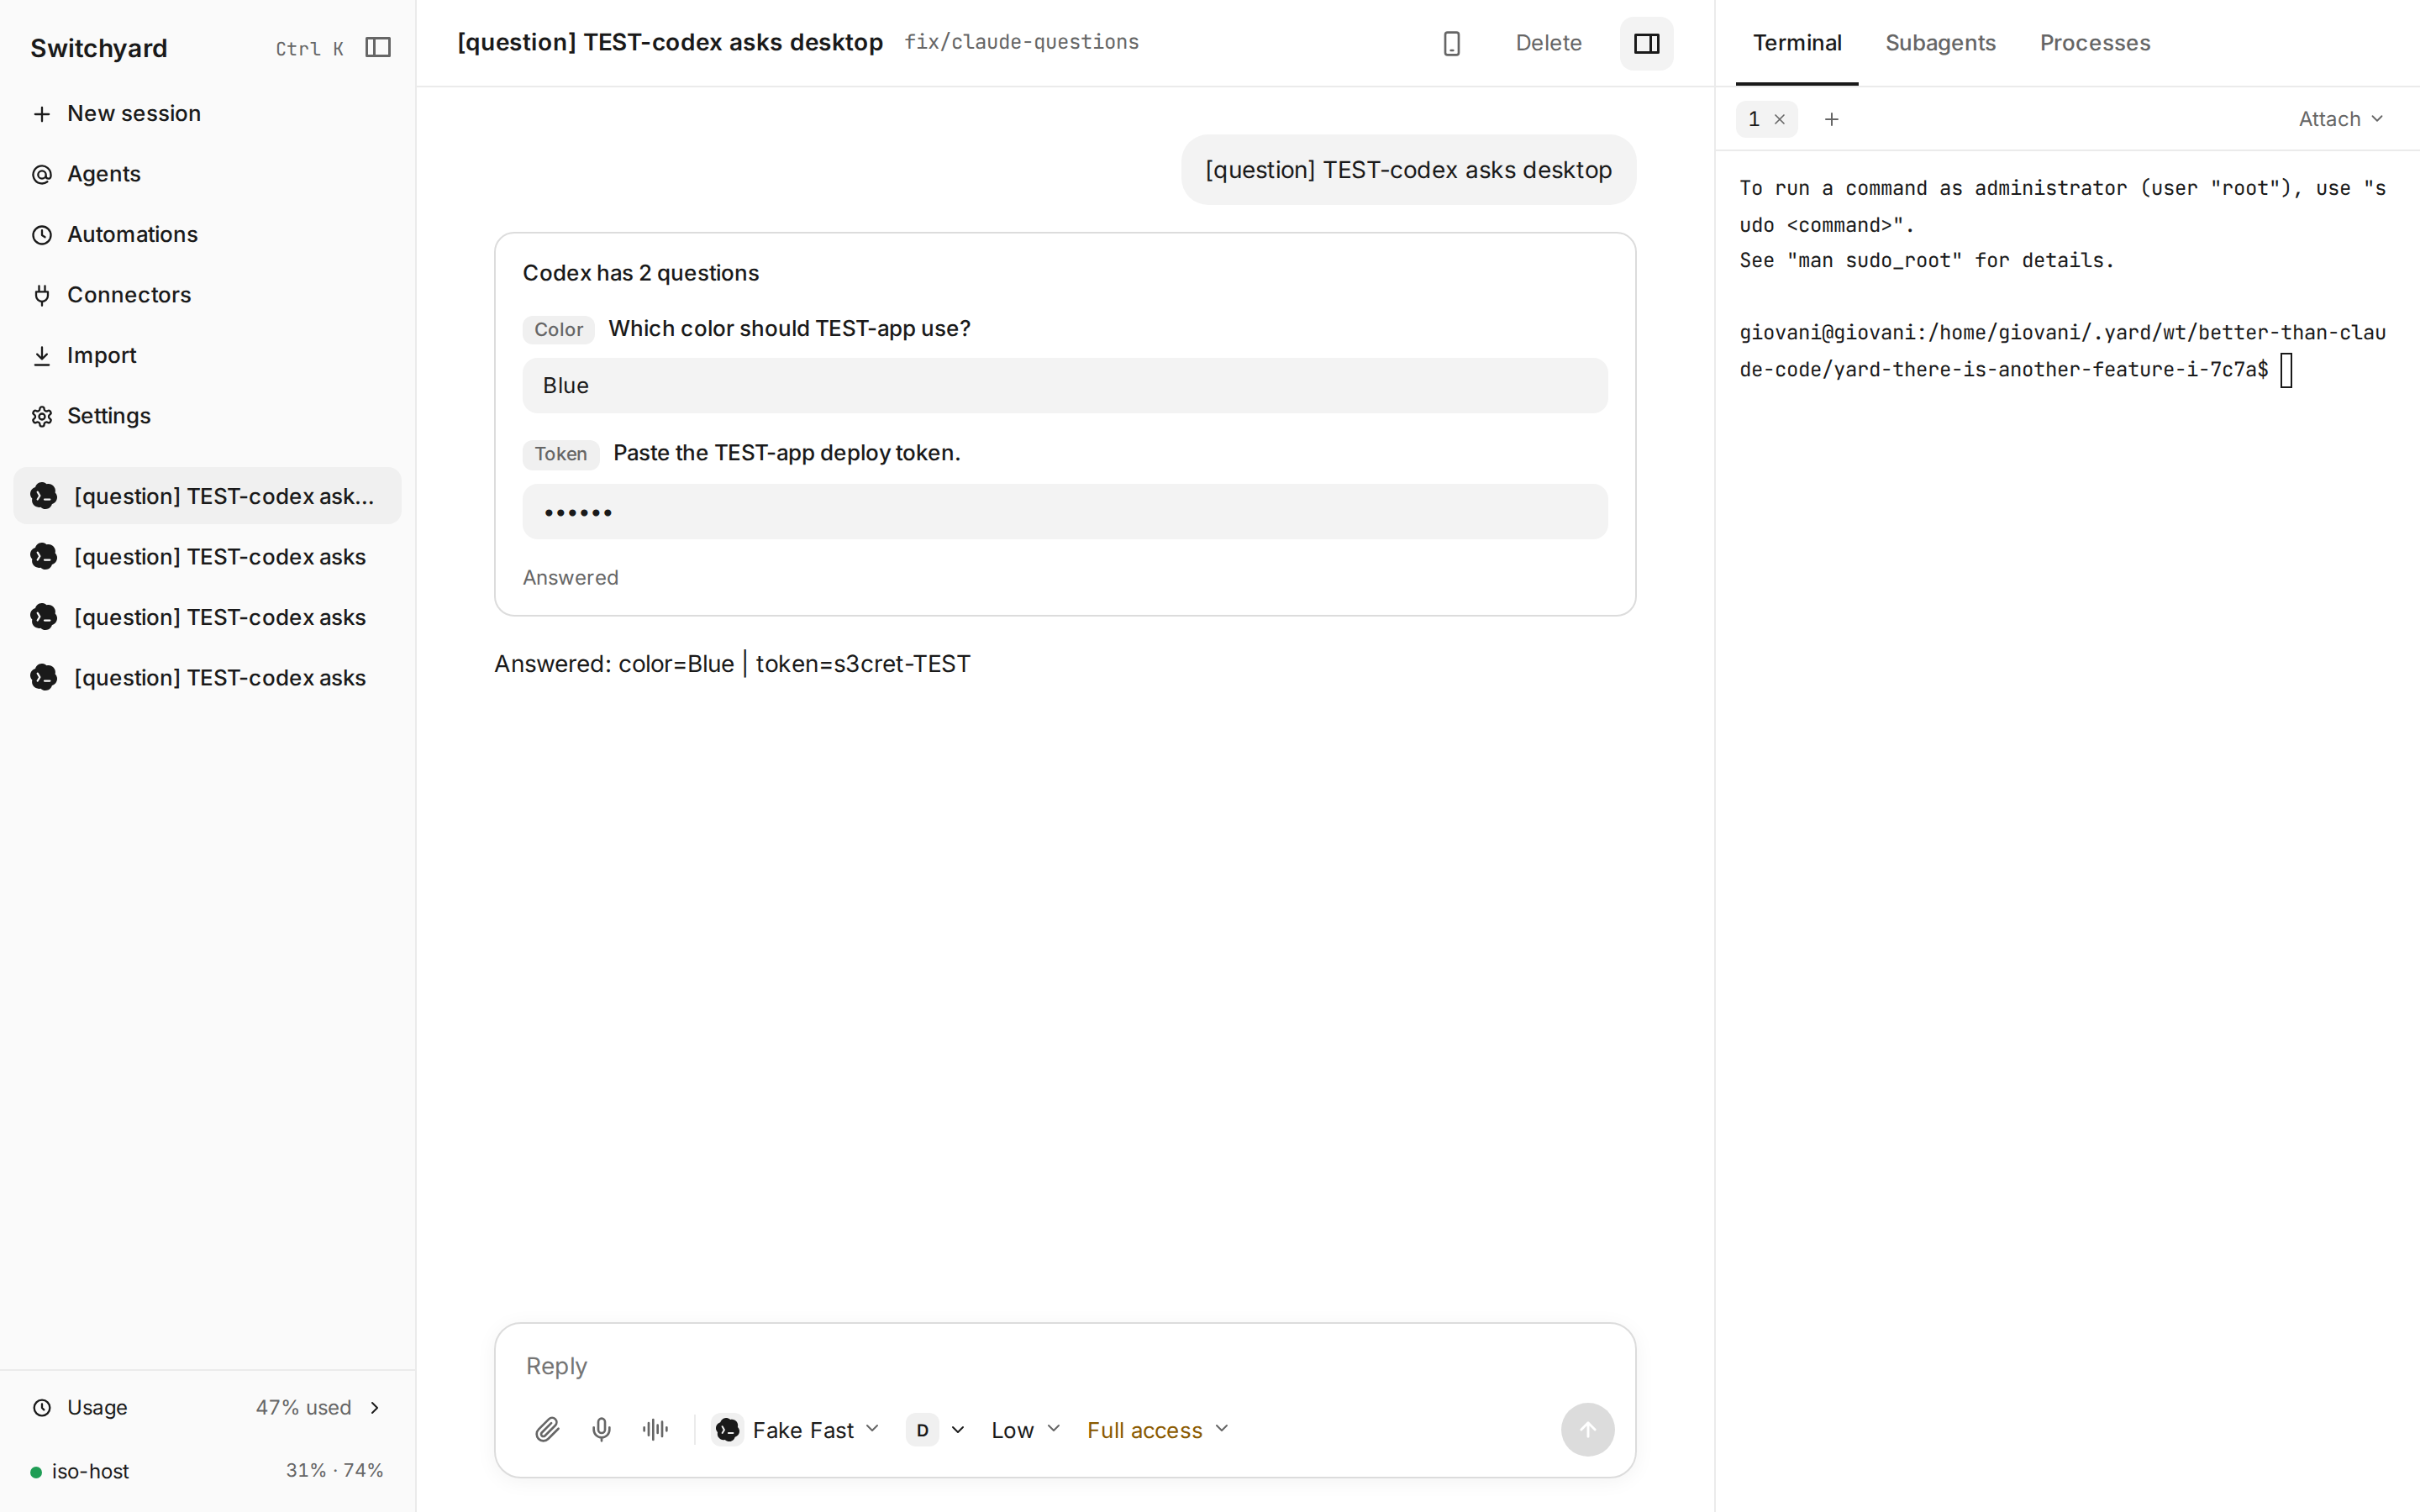 Switchyard
Ctrl K
New session
Agents
Automations
Connectors
Import
Settings
[question] TEST-codex ask...
[question] TEST-codex asks
[question] TEST-codex asks
[question] TEST-codex asks
Usage 47% used
iso-host 31% · 74%
[question] TEST-codex asks desktop fix/claude-questions
Delete
[question] TEST-codex asks desktop
Codex has 2 questions
Color Which color should TEST-app use?
Blue
Token Paste the TEST-app deploy token.
••••••
Answered
Answered: color=Blue | token=s3cret-TEST
Reply
Fake Fast D Low Full access
Terminal Subagents Processes
1 × + Attach
To run a command as administrator (user "root"), use "s
udo <command>".
See "man sudo_root" for details.
giovani@giovani:/home/giovani/.yard/wt/better-than-clau
de-code/yard-there-is-another-feature-i-7c7a$